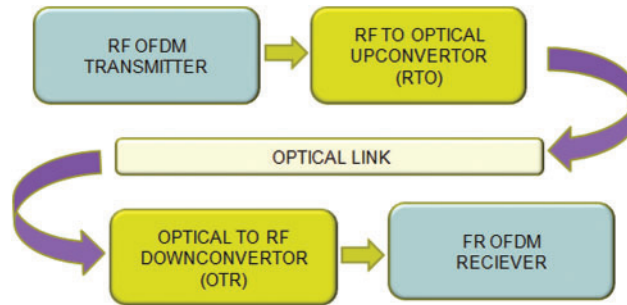 RF OFDM
TRANSMITTER
RF TO OPTICAL
UPCONVERTOR
(RTO)
OPTICAL LINK
OPTICAL TO RF
DOWNCONVERTOR
(OTR)
FR OFDM
RECIEVER